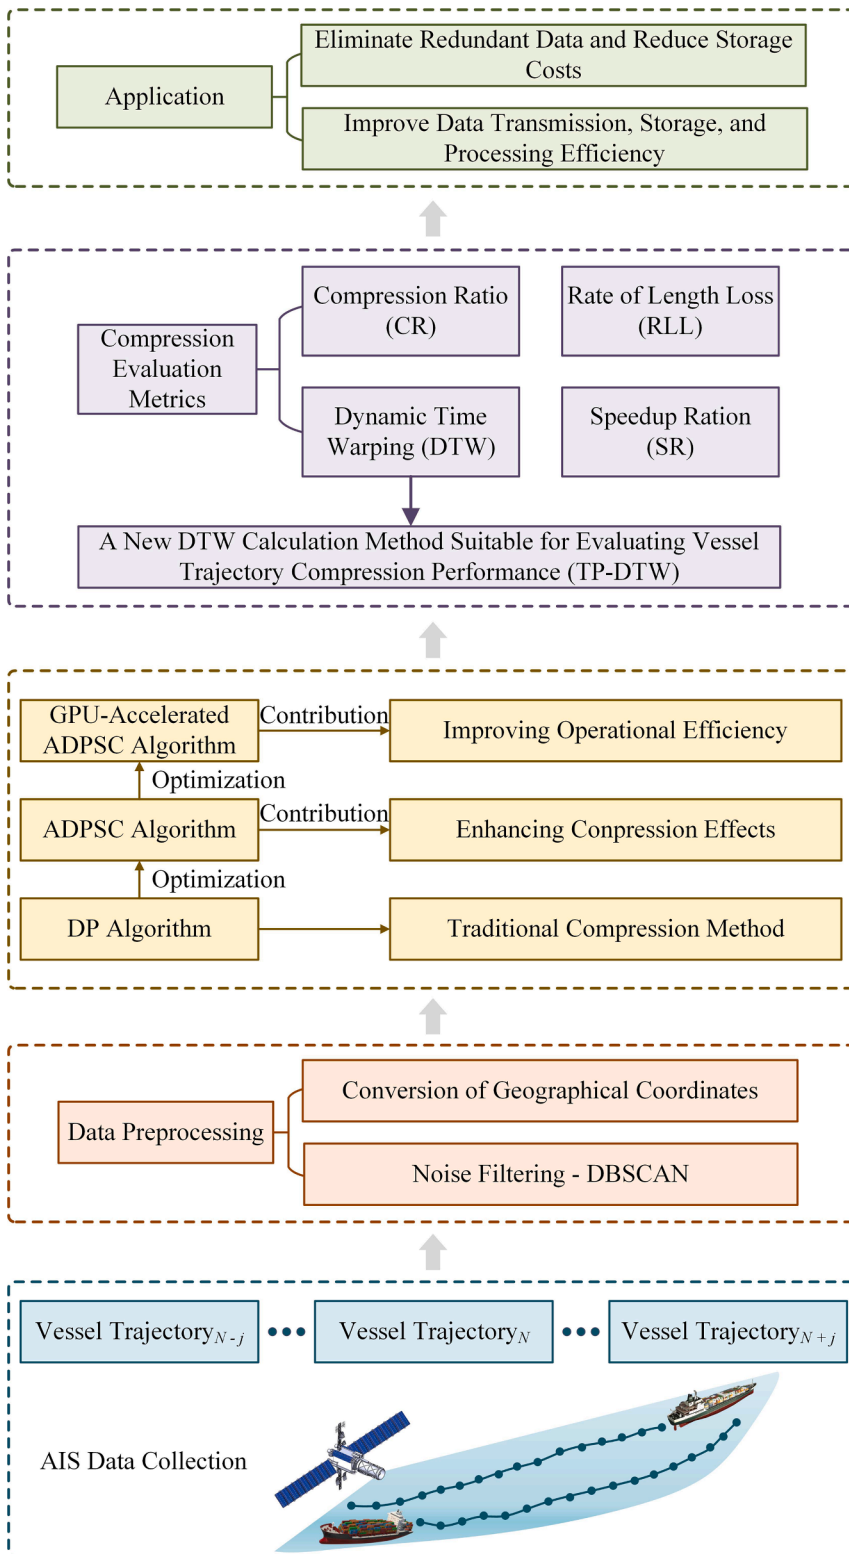 Eliminate Redundant Data and Reduce Storage
Costs
Application
Improve Data Transmission, Storage, and
Processing Efficiency
Compression Ratio
(CR)
Rate of Length Loss
(RLL)
Compression
Evaluation
Metrics
Dynamic Time
Warping (DTW)
Speedup Ration
(SR)
A New DTW Calculation Method Suitable for Evaluating Vessel
Trajectory Compression Performance (TP-DTW)
GPU-Accelerated
ADPSC Algorithm
Contribution
Improving Operational Efficiency
Optimization
ADPSC Algorithm
Contribution
Enhancing Conpression Effects
Optimization
DP Algorithm
Traditional Compression Method
Conversion of Geographical Coordinates
Data Preprocessing
Noise Filtering - DBSCAN
Vessel Trajectory N - j
Vessel Trajectory N
Vessel Trajectory N + j
AIS Data Collection